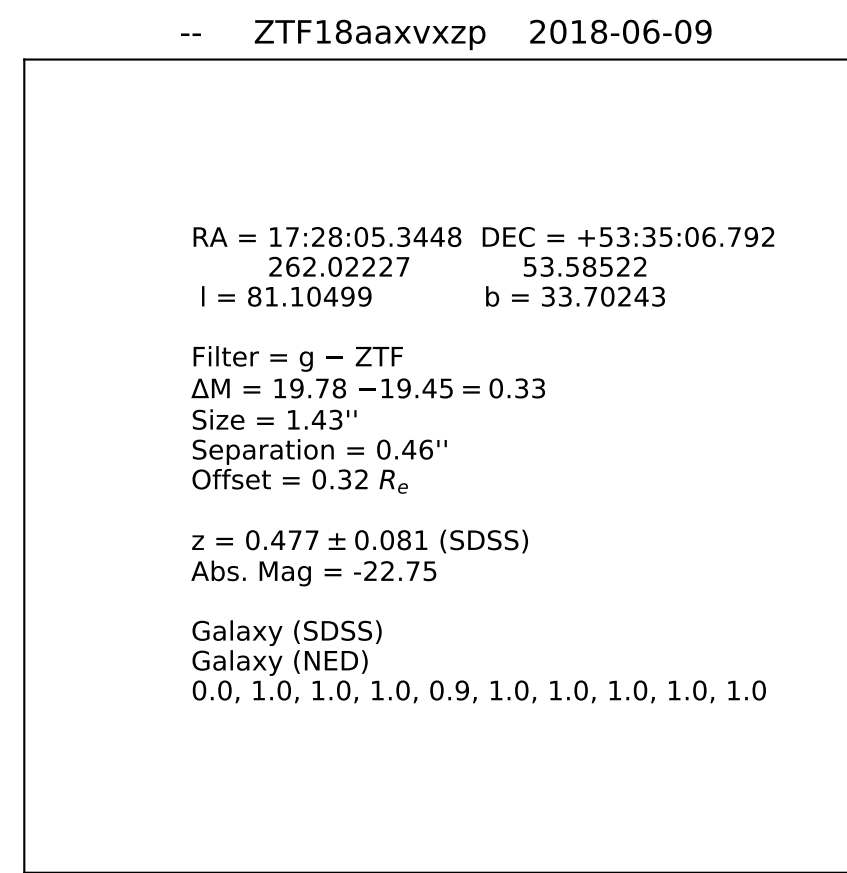 -- ZTF18aaxvxzp 2018-06-09
RA = 17:28:05.3448 DEC = +53:35:06.792
262.02227 53.58522
l = 81.10499 b = 33.70243
Filter = g − ZTF
ΔM = 19.78 −19.45 = 0.33
Size = 1.43''
Separation = 0.46''
Offset = 0.32 Re
z = 0.477 ± 0.081 (SDSS)
Abs. Mag = -22.75
Galaxy (SDSS)
Galaxy (NED)
0.0, 1.0, 1.0, 1.0, 0.9, 1.0, 1.0, 1.0, 1.0, 1.0